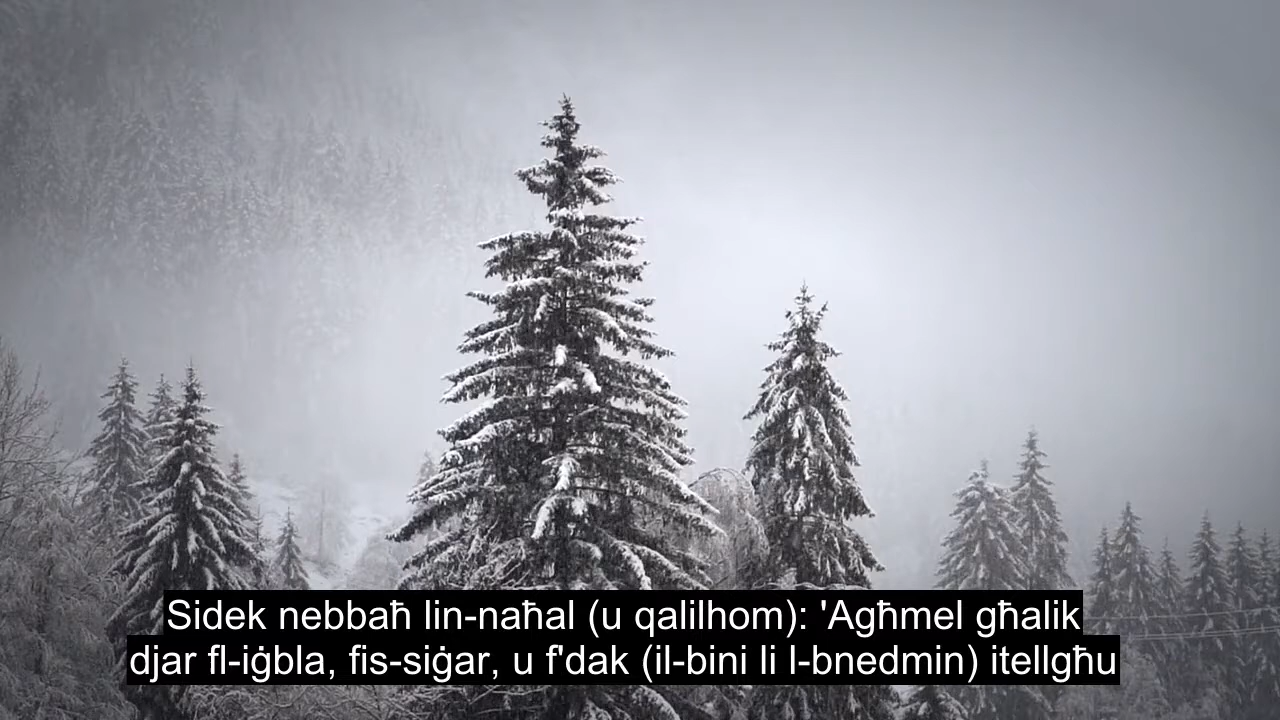 Sidek nebbaħ lin-naħal (u qalilhom): 'Agħmel għalik
djar fl-iġbla, fis-siġar, u f'dak (il-bini li l-bnedmin) itellgħu